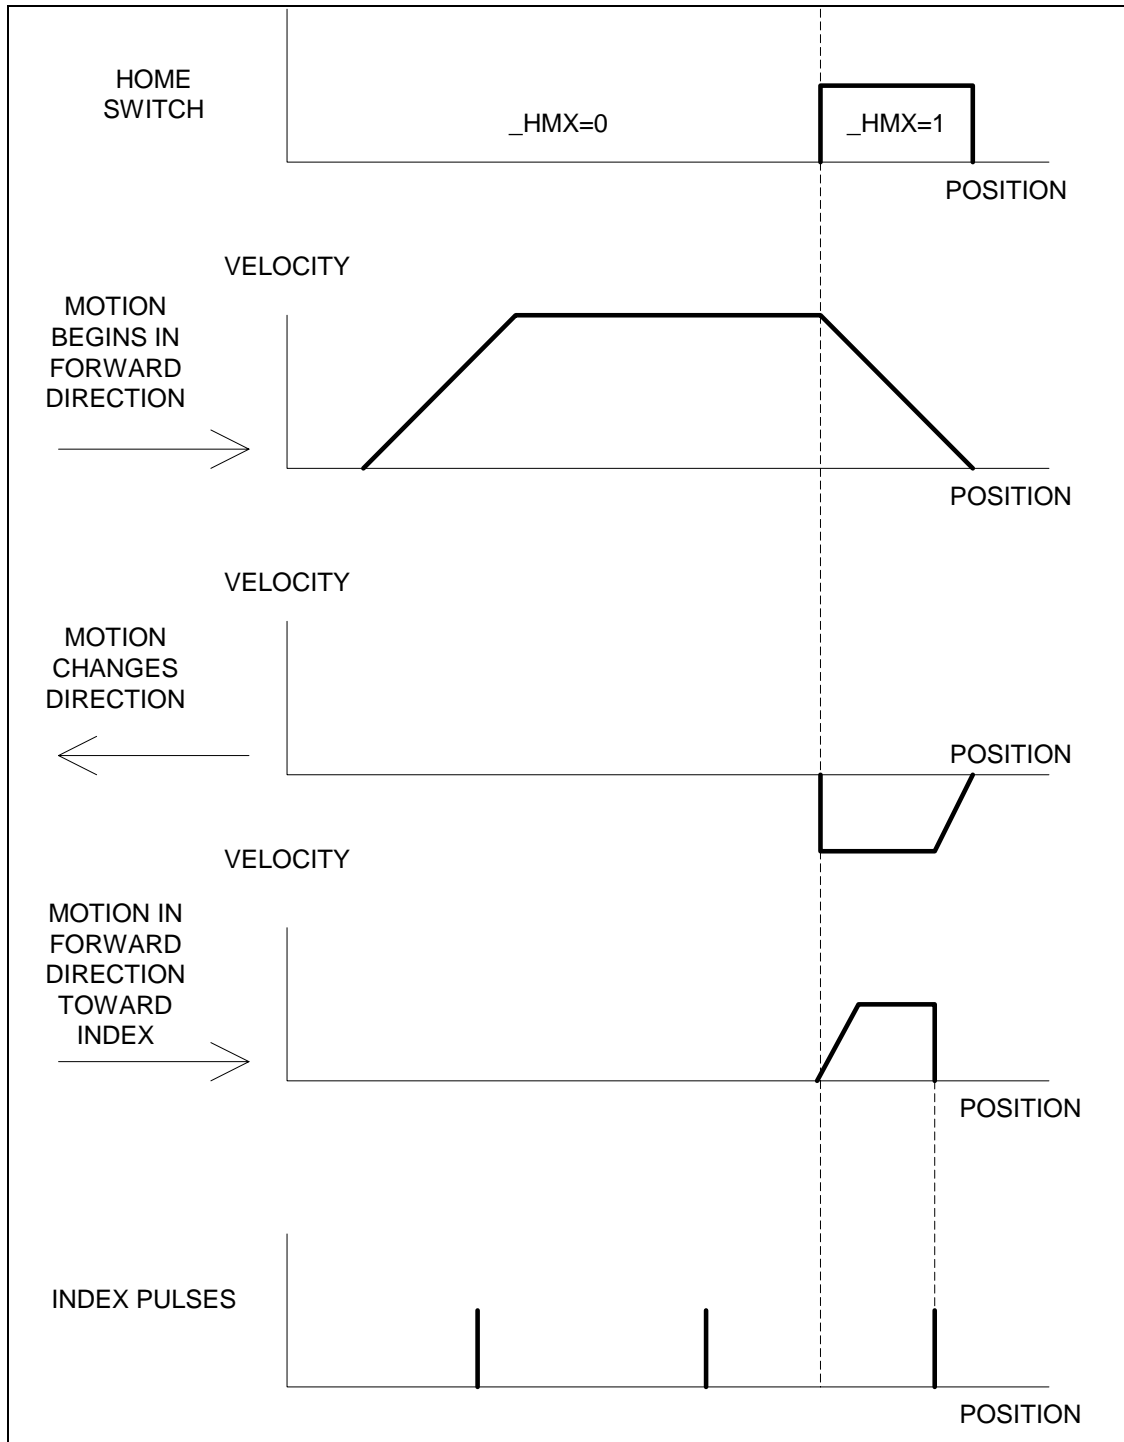 HOME
SWITCH
_HMX=0
_HMX=1
POSITION
VELOCITY
MOTION
BEGINS IN
FORWARD
DIRECTION
POSITION
VELOCITY
MOTION
CHANGES
DIRECTION
POSITION
VELOCITY
MOTION IN
FORWARD
DIRECTION
TOWARD
INDEX
POSITION
INDEX PULSES
POSITION